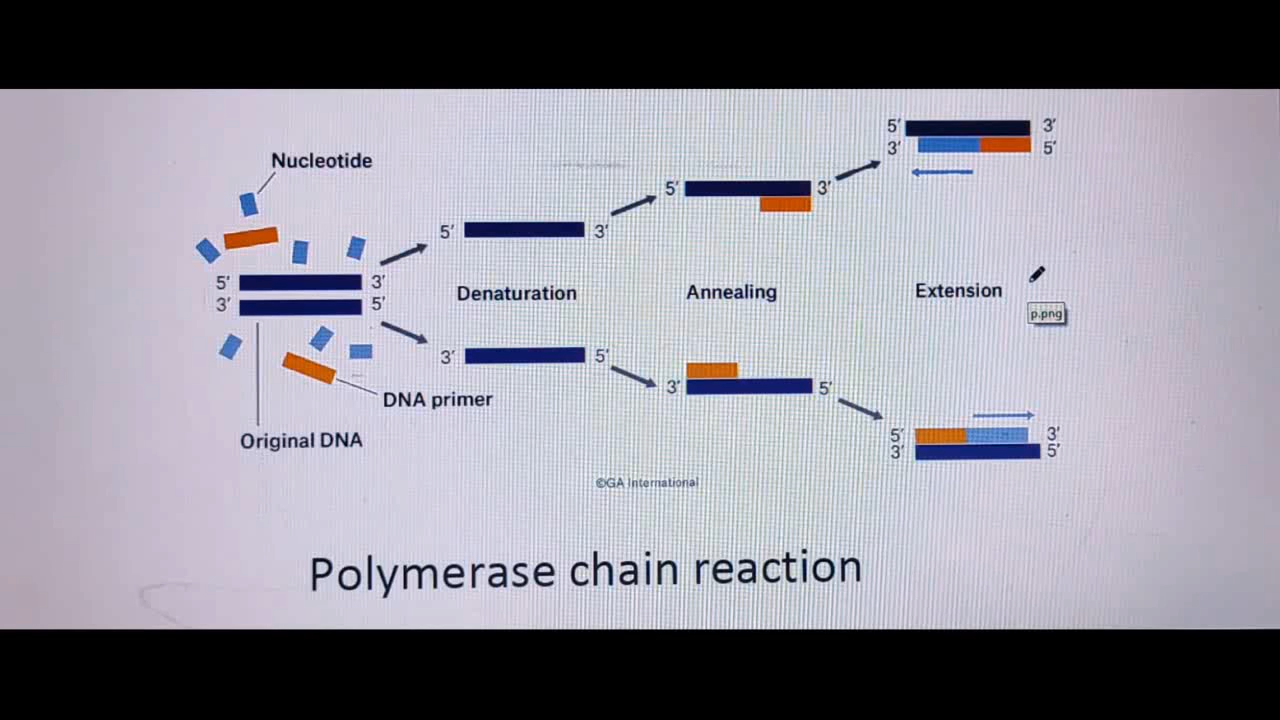 Nucleotide
5′ 3′
3′ 5′
DNA primer
Original DNA
5′ 3′
Denaturation
3′ 5′
5′ 3′
Annealing
3′ 5′
5′ 3′
3′ 5′
Extension
p.png
5′ 3′
3′ 5′
©GA International
Polymerase chain reaction